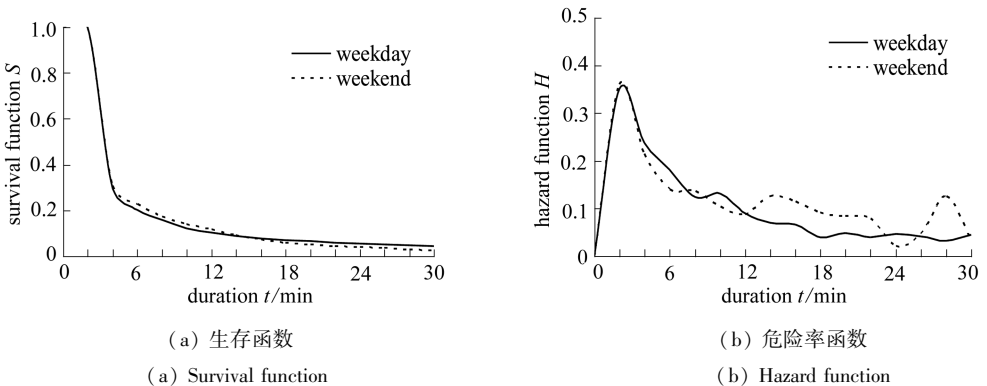 survival function S
1.0
0.8
0.6
0.4
0.2
0
0
6
12
18
24
30
duration t/min
weekday
weekend
(a) 生存函数
(a) Survival function
hazard function H
0.5
0.4
0.3
0.2
0.1
0
0
6
12
18
24
30
duration t/min
weekday
weekend
(b) 危险率函数
(b) Hazard function